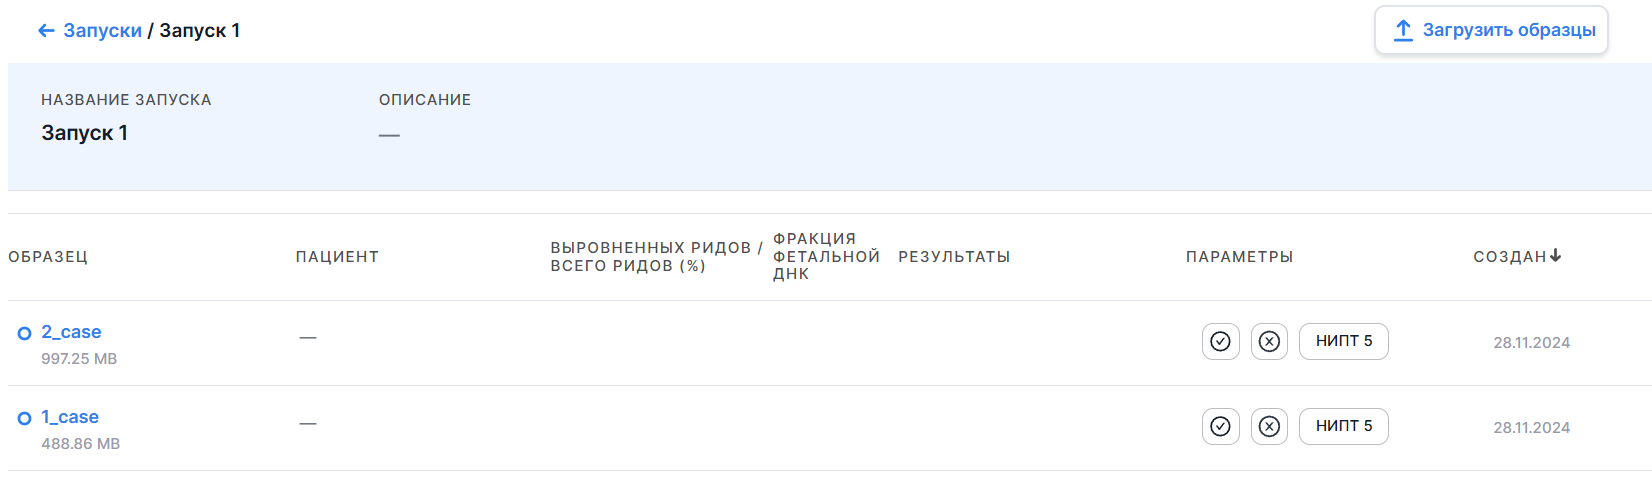 ← Запуски / Запуск 1
Загрузить образцы
НАЗВАНИЕ ЗАПУСКА
ОПИСАНИЕ
Запуск 1
—
ОБРАЗЕЦ
ПАЦИЕНТ
ВЫРОВНЕННЫХ РИДОВ /
ВСЕГО РИДОВ (%)
ФРАКЦИЯ
ФЕТАЛЬНОЙ
ДНК
РЕЗУЛЬТАТЫ
ПАРАМЕТРЫ
СОЗДАН↓
2_case
997.25 MB
—
НИПТ 5
28.11.2024
1_case
488.86 MB
—
НИПТ 5
28.11.2024